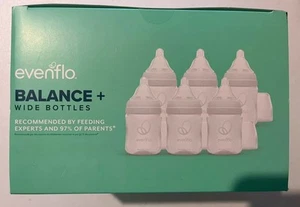 evenflo.
BALANCE +
WIDE BOTTLES
RECOMMENDED BY FEEDING
EXPERTS AND 97% OF PARENTS*